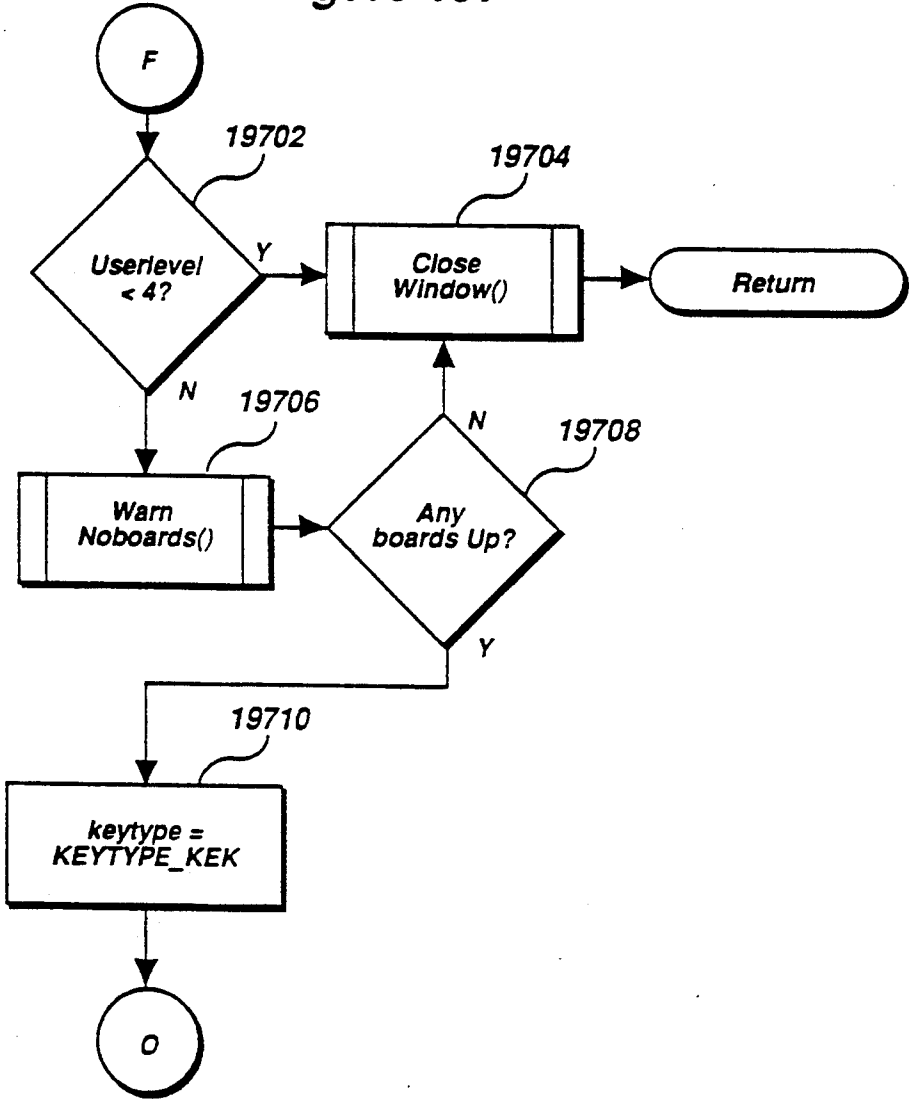 F
19702
19704
Userlevel
< 4?
Y
Close
Window()
Return
N
19706
N
19708
Warn
Noboards()
Any
boards Up?
Y
19710
keytype =
KEYTYPE_KEK
O